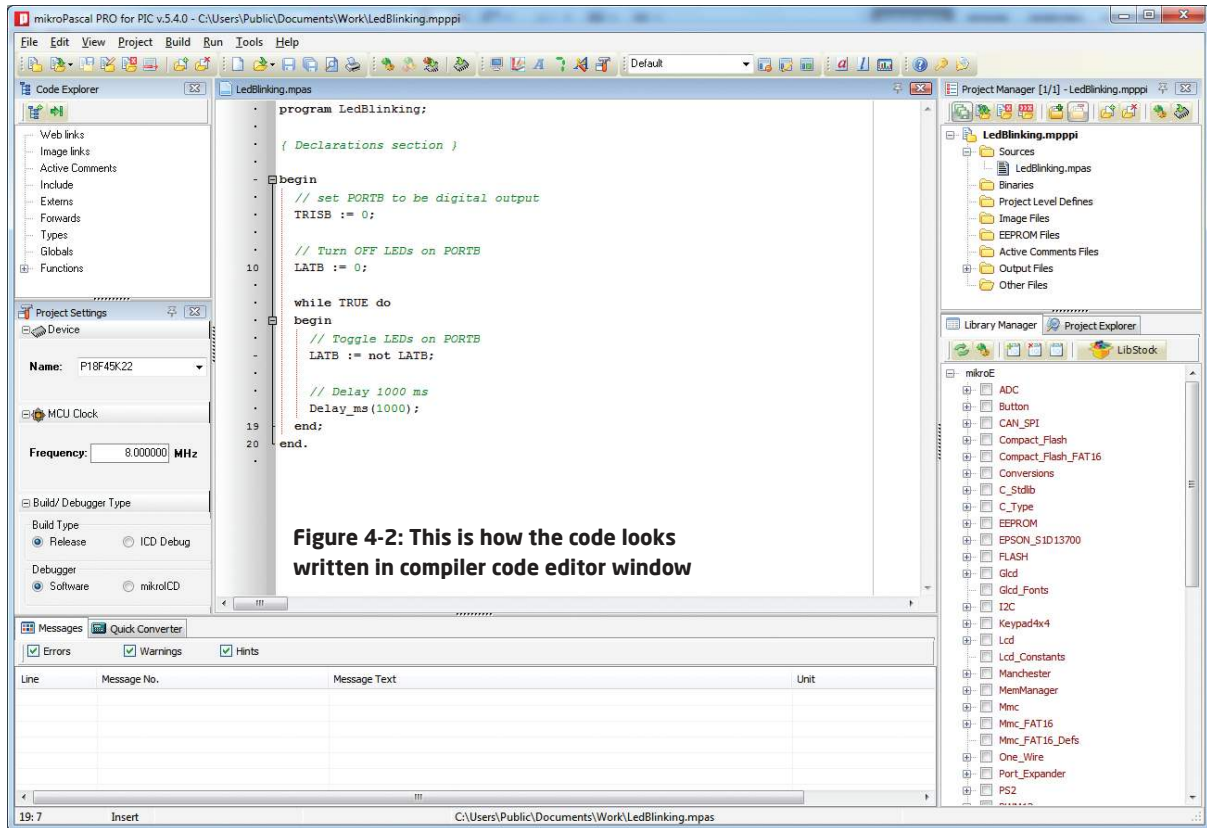 mikroPascal PRO for PIC v.5.4.0 - C:\Users\Public\Documents\Work\LedBlinking.mpppi
File Edit View Project Build Run Tools Help
Default
Code Explorer
Web links
Image links
Active Comments
Include
Externs
Forwards
Types
Globals
Functions
Project Settings
Device
Name: P18F45K22
MCU Clock
Frequency: 8.000000 MHz
Build/ Debugger Type
Build Type
Release ICD Debug
Debugger
Software mikroICD
LedBlinking.mpas
program LedBlinking;
{ Declarations section }
begin
// set PORTB to be digital output
TRISB := 0;
// Turn OFF LEDs on PORTB
10 LATB := 0;
while TRUE do
begin
// Toggle LEDs on PORTB
LATB := not LATB;
// Delay 1000 ms
Delay_ms(1000);
19 end;
20 end.
Figure 4-2: This is how the code looks
written in compiler code editor window
Project Manager [1/1] - LedBlinking.mpppi
LedBlinking.mpppi
Sources
LedBlinking.mpas
Binaries
Project Level Defines
Image Files
EEPROM Files
Active Comments Files
Output Files
Other Files
Library Manager Project Explorer
LibStock
mikroE
ADC
Button
CAN_SPI
Compact_Flash
Compact_Flash_FAT16
Conversions
C_Stdlib
C_Type
EEPROM
EPSON_S1D13700
FLASH
Glcd
Glcd_Fonts
I2C
Keypad4x4
Lcd
Lcd_Constants
Manchester
MemManager
Mmc
Mmc_FAT16
Mmc_FAT16_Defs
One_Wire
Port_Expander
PS2
Messages Quick Converter
Errors Warnings Hints
Line Message No. Message Text Unit
19: 7 Insert C:\Users\Public\Documents\Work\LedBlinking.mpas